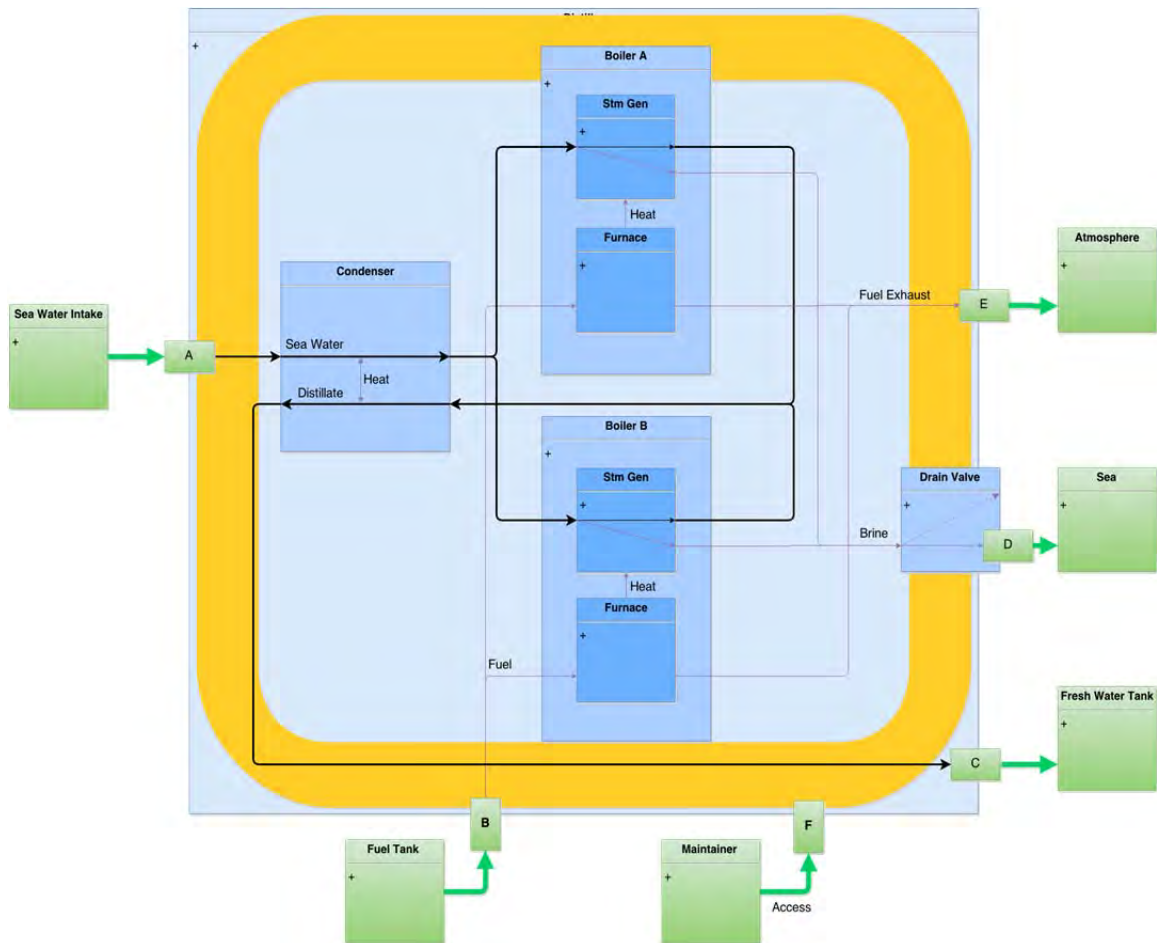 +
Boiler A
+
Stm Gen
+
Heat
Furnace
+
Condenser
Sea Water
Heat
Distillate
Sea Water Intake
+
A
Fuel Exhaust
E
Atmosphere
+
Boiler B
+
Stm Gen
+
Heat
Furnace
+
Fuel
Brine
Drain Valve
+
D
Sea
+
Fresh Water Tank
+
C
B
F
Fuel Tank
+
Maintainer
+
Access